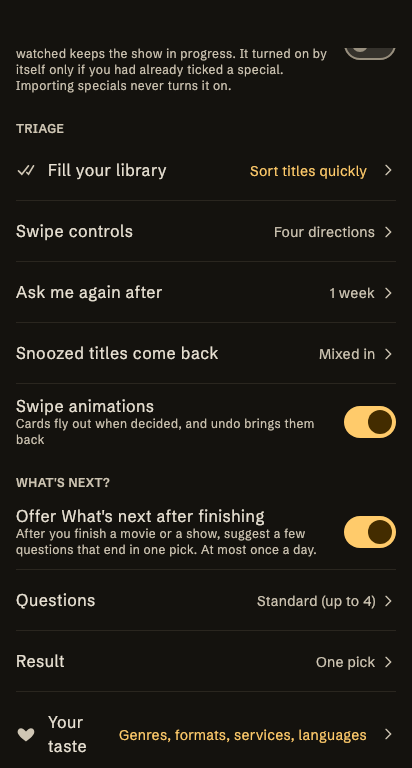 watched keeps the show in progress. It turned on by
itself only if you had already ticked a special.
Importing specials never turns it on.
TRIAGE
Fill your library
Sort titles quickly
Swipe controls
Four directions
Ask me again after
1 week
Snoozed titles come back
Mixed in
Swipe animations
Cards fly out when decided, and undo brings them
back
WHAT'S NEXT?
Offer What's next after finishing
After you finish a movie or a show, suggest a few
questions that end in one pick. At most once a day.
Questions
Standard (up to 4)
Result
One pick
Your
taste
Genres, formats, services, languages